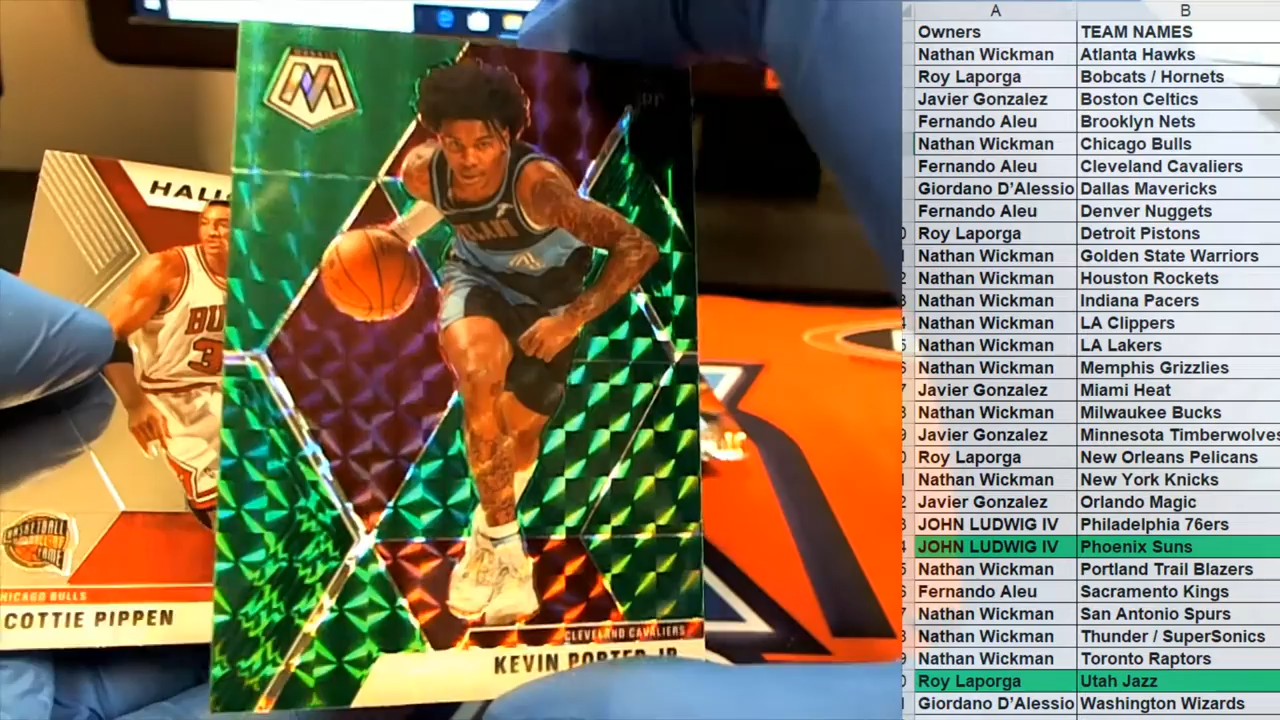 HALL
BU
3
CHICAGO BULLS
SCOTTIE PIPPEN
BASKETBALL
HALL OF
FAME
M
CLEVELAND CAVALIERS
KEVIN PORTER JR
A B
Owners TEAM NAMES
Nathan Wickman Atlanta Hawks
Roy Laporga Bobcats / Hornets
Javier Gonzalez Boston Celtics
Fernando Aleu Brooklyn Nets
Nathan Wickman Chicago Bulls
Fernando Aleu Cleveland Cavaliers
Giordano D'Alessio Dallas Mavericks
Fernando Aleu Denver Nuggets
Roy Laporga Detroit Pistons
Nathan Wickman Golden State Warriors
Nathan Wickman Houston Rockets
Nathan Wickman Indiana Pacers
Nathan Wickman LA Clippers
Nathan Wickman LA Lakers
Nathan Wickman Memphis Grizzlies
Javier Gonzalez Miami Heat
Nathan Wickman Milwaukee Bucks
Javier Gonzalez Minnesota Timberwolves
Roy Laporga New Orleans Pelicans
Nathan Wickman New York Knicks
Javier Gonzalez Orlando Magic
JOHN LUDWIG IV Philadelphia 76ers
JOHN LUDWIG IV Phoenix Suns
Nathan Wickman Portland Trail Blazers
Fernando Aleu Sacramento Kings
Nathan Wickman San Antonio Spurs
Nathan Wickman Thunder / SuperSonics
Nathan Wickman Toronto Raptors
Roy Laporga Utah Jazz
Giordano D'Alessio Washington Wizards